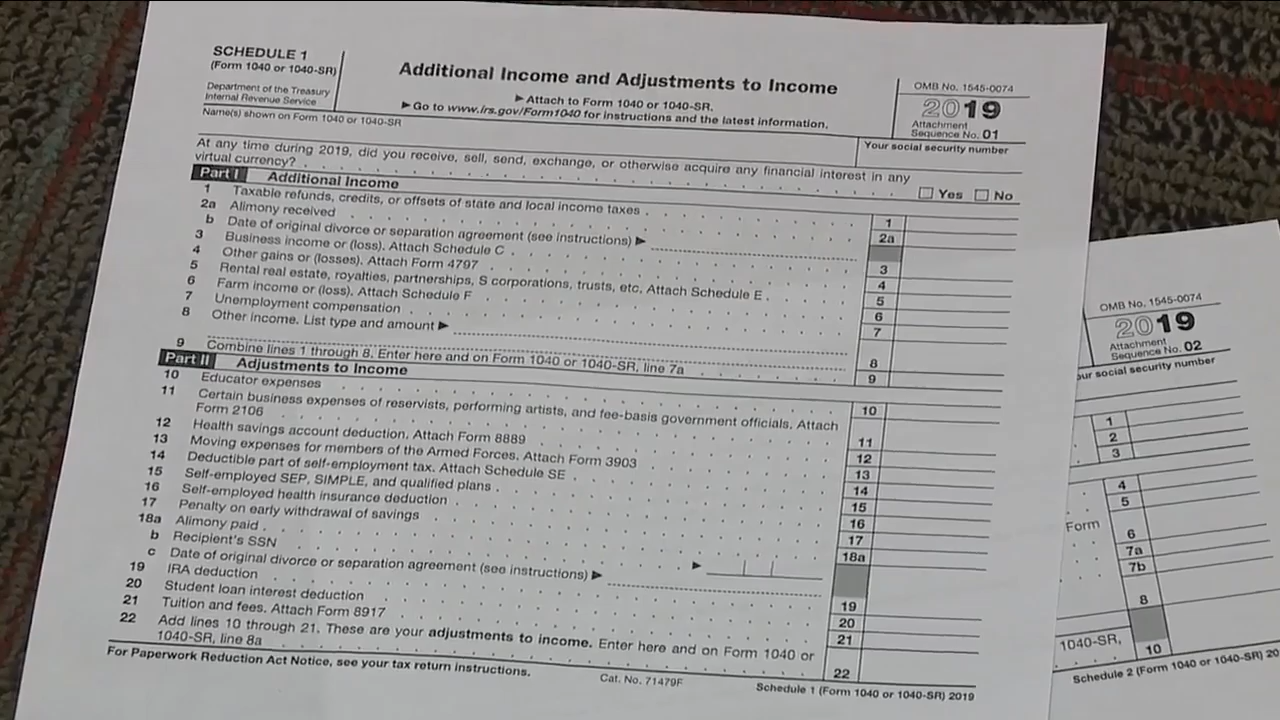 SCHEDULE 1
(Form 1040 or 1040-SR)
Department of the Treasury
Internal Revenue Service
Additional Income and Adjustments to Income
▶ Attach to Form 1040 or 1040-SR.
▶ Go to www.irs.gov/Form1040 for instructions and the latest information.
OMB No. 1545-0074
2019
Attachment
Sequence No. 01
Name(s) shown on Form 1040 or 1040-SR
Your social security number
At any time during 2019, did you receive, sell, send, exchange, or otherwise acquire any financial interest in any
virtual currency? Yes No
Part I Additional Income
1 Taxable refunds, credits, or offsets of state and local income taxes 1
2a Alimony received 2a
b Date of original divorce or separation agreement (see instructions) ▶
3 Business income or (loss). Attach Schedule C 3
4 Other gains or (losses). Attach Form 4797 4
5 Rental real estate, royalties, partnerships, S corporations, trusts, etc. Attach Schedule E 5
6 Farm income or (loss). Attach Schedule F 6
7 Unemployment compensation 7
8 Other income. List type and amount ▶
8
9 Combine lines 1 through 8. Enter here and on Form 1040 or 1040-SR, line 7a 9
Part II Adjustments to Income
10 Educator expenses 10
11 Certain business expenses of reservists, performing artists, and fee-basis government officials. Attach
Form 2106 11
12 Health savings account deduction. Attach Form 8889 12
13 Moving expenses for members of the Armed Forces. Attach Form 3903 13
14 Deductible part of self-employment tax. Attach Schedule SE 14
15 Self-employed SEP, SIMPLE, and qualified plans 15
16 Self-employed health insurance deduction 16
17 Penalty on early withdrawal of savings 17
18a Alimony paid 18a
b Recipient's SSN ▶
c Date of original divorce or separation agreement (see instructions) ▶
19 IRA deduction 19
20 Student loan interest deduction 20
21 Tuition and fees. Attach Form 8917 21
22 Add lines 10 through 21. These are your adjustments to income. Enter here and on Form 1040 or
1040-SR, line 8a 22
For Paperwork Reduction Act Notice, see your tax return instructions.
Cat. No. 71479F
Schedule 1 (Form 1040 or 1040-SR) 2019
OMB No. 1545-0074
2019
Attachment
Sequence No. 02
ur social security number
1
2
3
4
5
Form
6
7a
7b
8
1040-SR,
10
Schedule 2 (Form 1040 or 1040-SR) 20